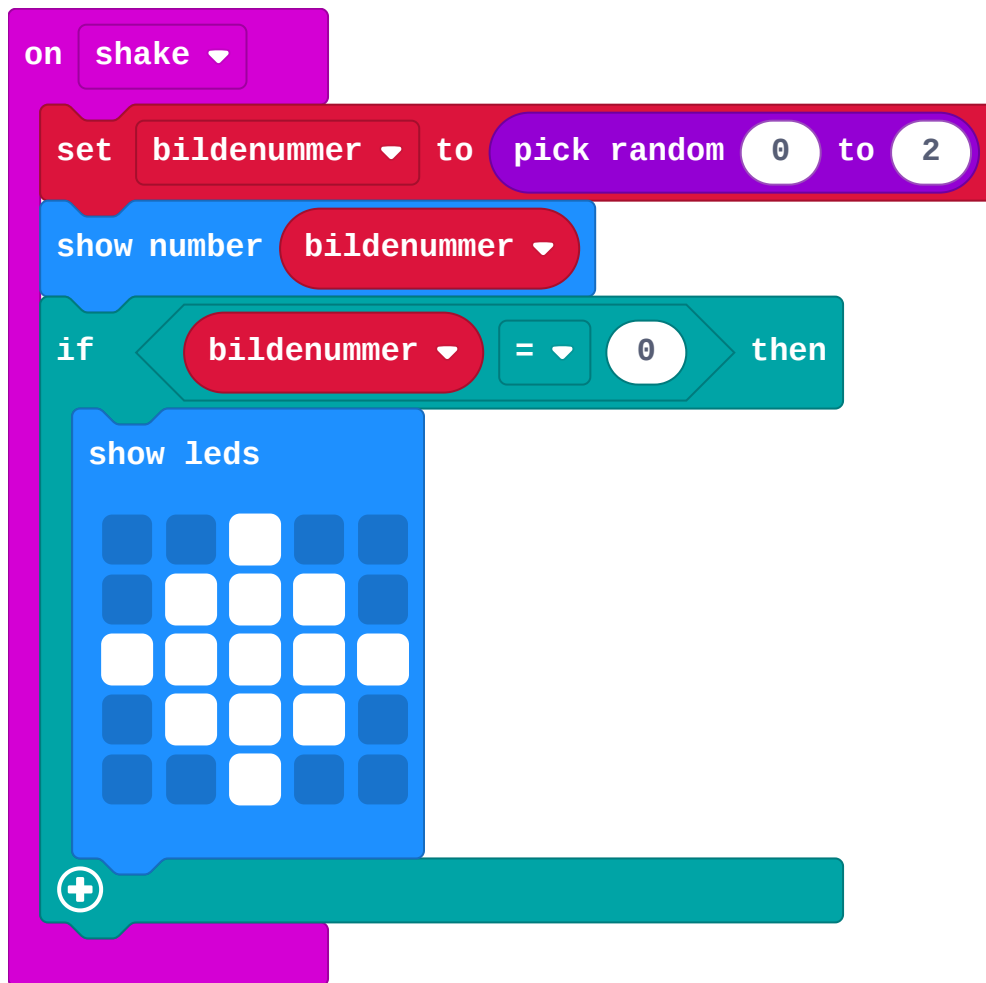 on shake
set bildenummer to pick random 0 to 2
show number bildenummer
if bildenummer = 0 then
show leds